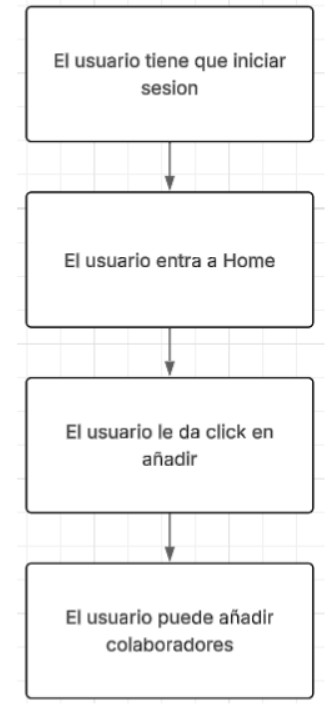 El usuario tiene que iniciar
sesion
El usuario entra a Home
El usuario le da click en
añadir
El usuario puede añadir
colaboradores